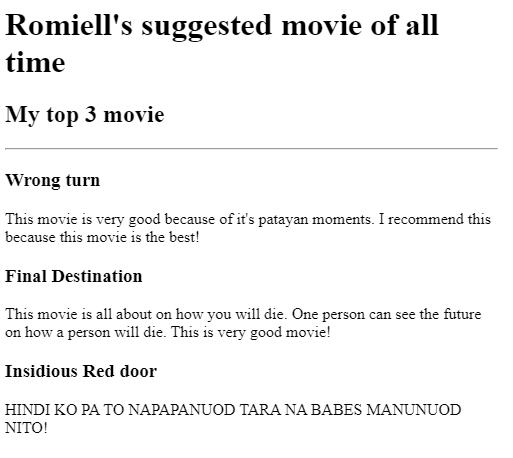 Romiell's suggested movie of all
time
My top 3 movie
Wrong turn
This movie is very good because of it's patayan moments. I recommend this
because this movie is the best!
Final Destination
This movie is all about on how you will die. One person can see the future
on how a person will die. This is very good movie!
Insidious Red door
HINDI KO PA TO NAPAPANUOD TARA NA BABES MANUNUOD
NITO!